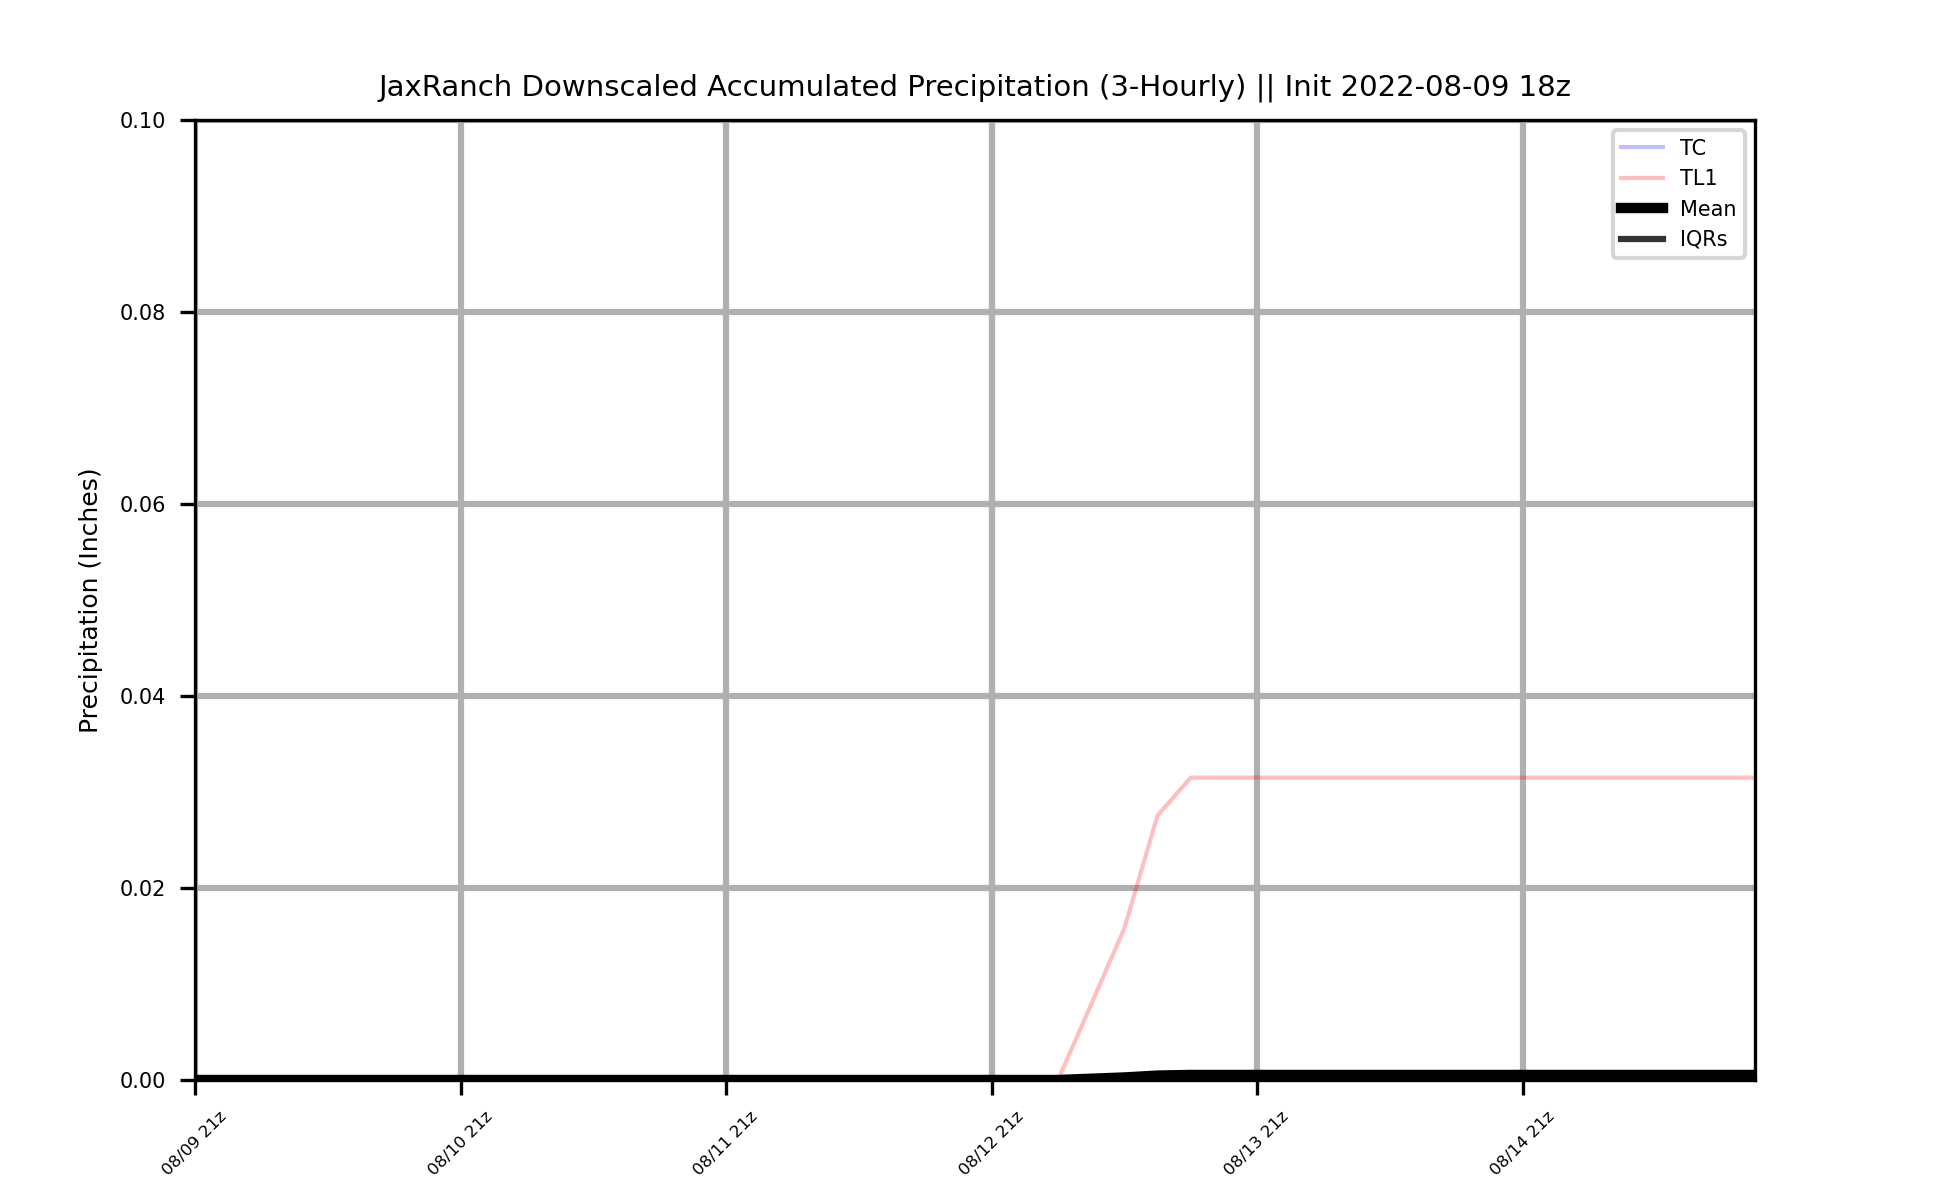 JaxRanch Downscaled Accumulated Precipitation (3-Hourly) || Init 2022-08-09 18z
0.10
0.08
0.06
0.04
0.02
0.00
Precipitation (Inches)
TC
TL1
Mean
IQRs
08/09 21z
08/10 21z
08/11 21z
08/12 21z
08/13 21z
08/14 21z